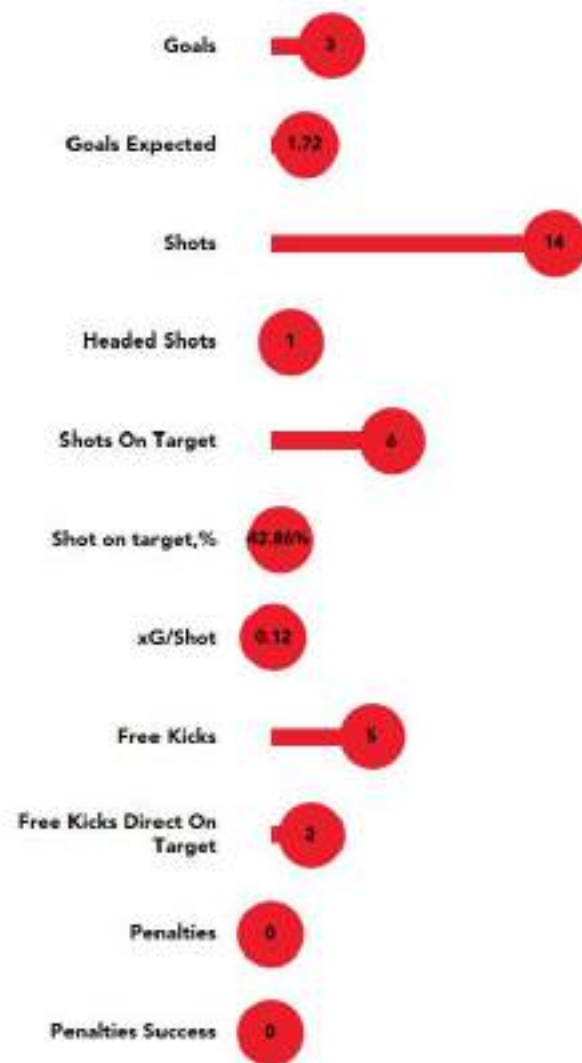 Goals
3
Goals Expected
1.72
Shots
14
Headed Shots
1
Shots On Target
6
Shot on target,%
42.86%
xG/Shot
0.12
Free Kicks
5
Free Kicks Direct On
Target
2
Penalties
0
Penalties Success
0